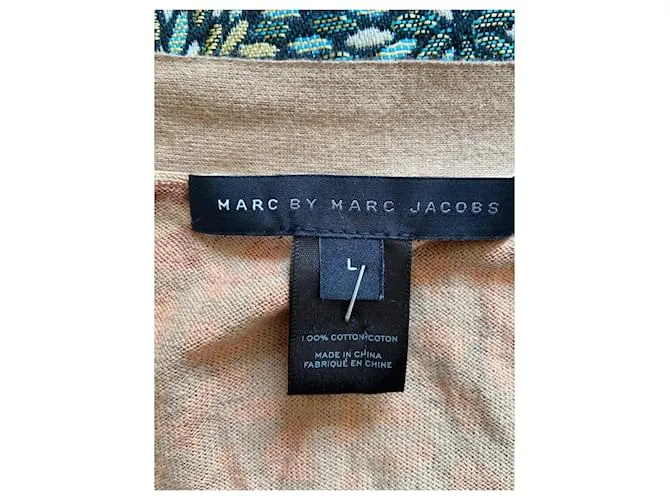 MARC BY MARC JACOBS
L
100% COTTON:COTON
MADE IN CHINA
FABRIQUÉ EN CHINE